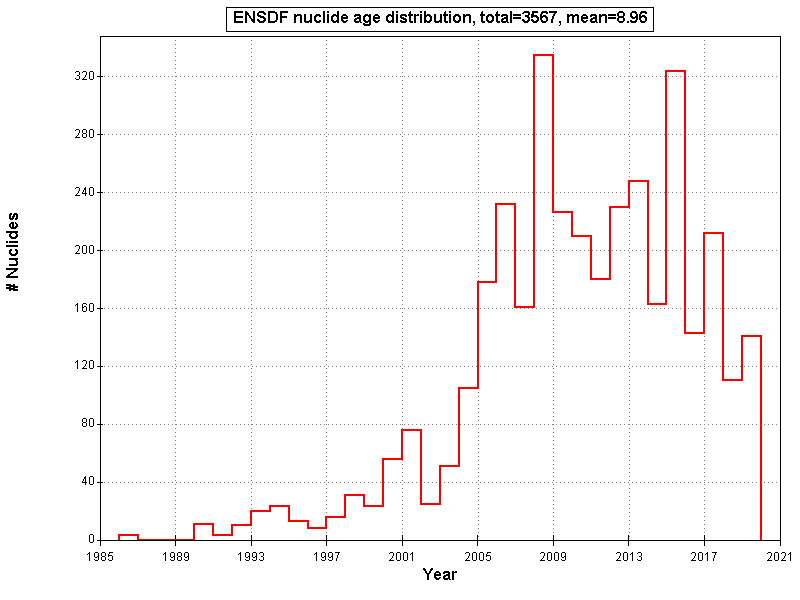 ENSDF nuclide age distribution, total=3567, mean=8.96
# Nuclides
320
280
240
200
160
120
80
40
0
1985 1989 1993 1997 2001 2005 2009 2013 2017 2021
Year